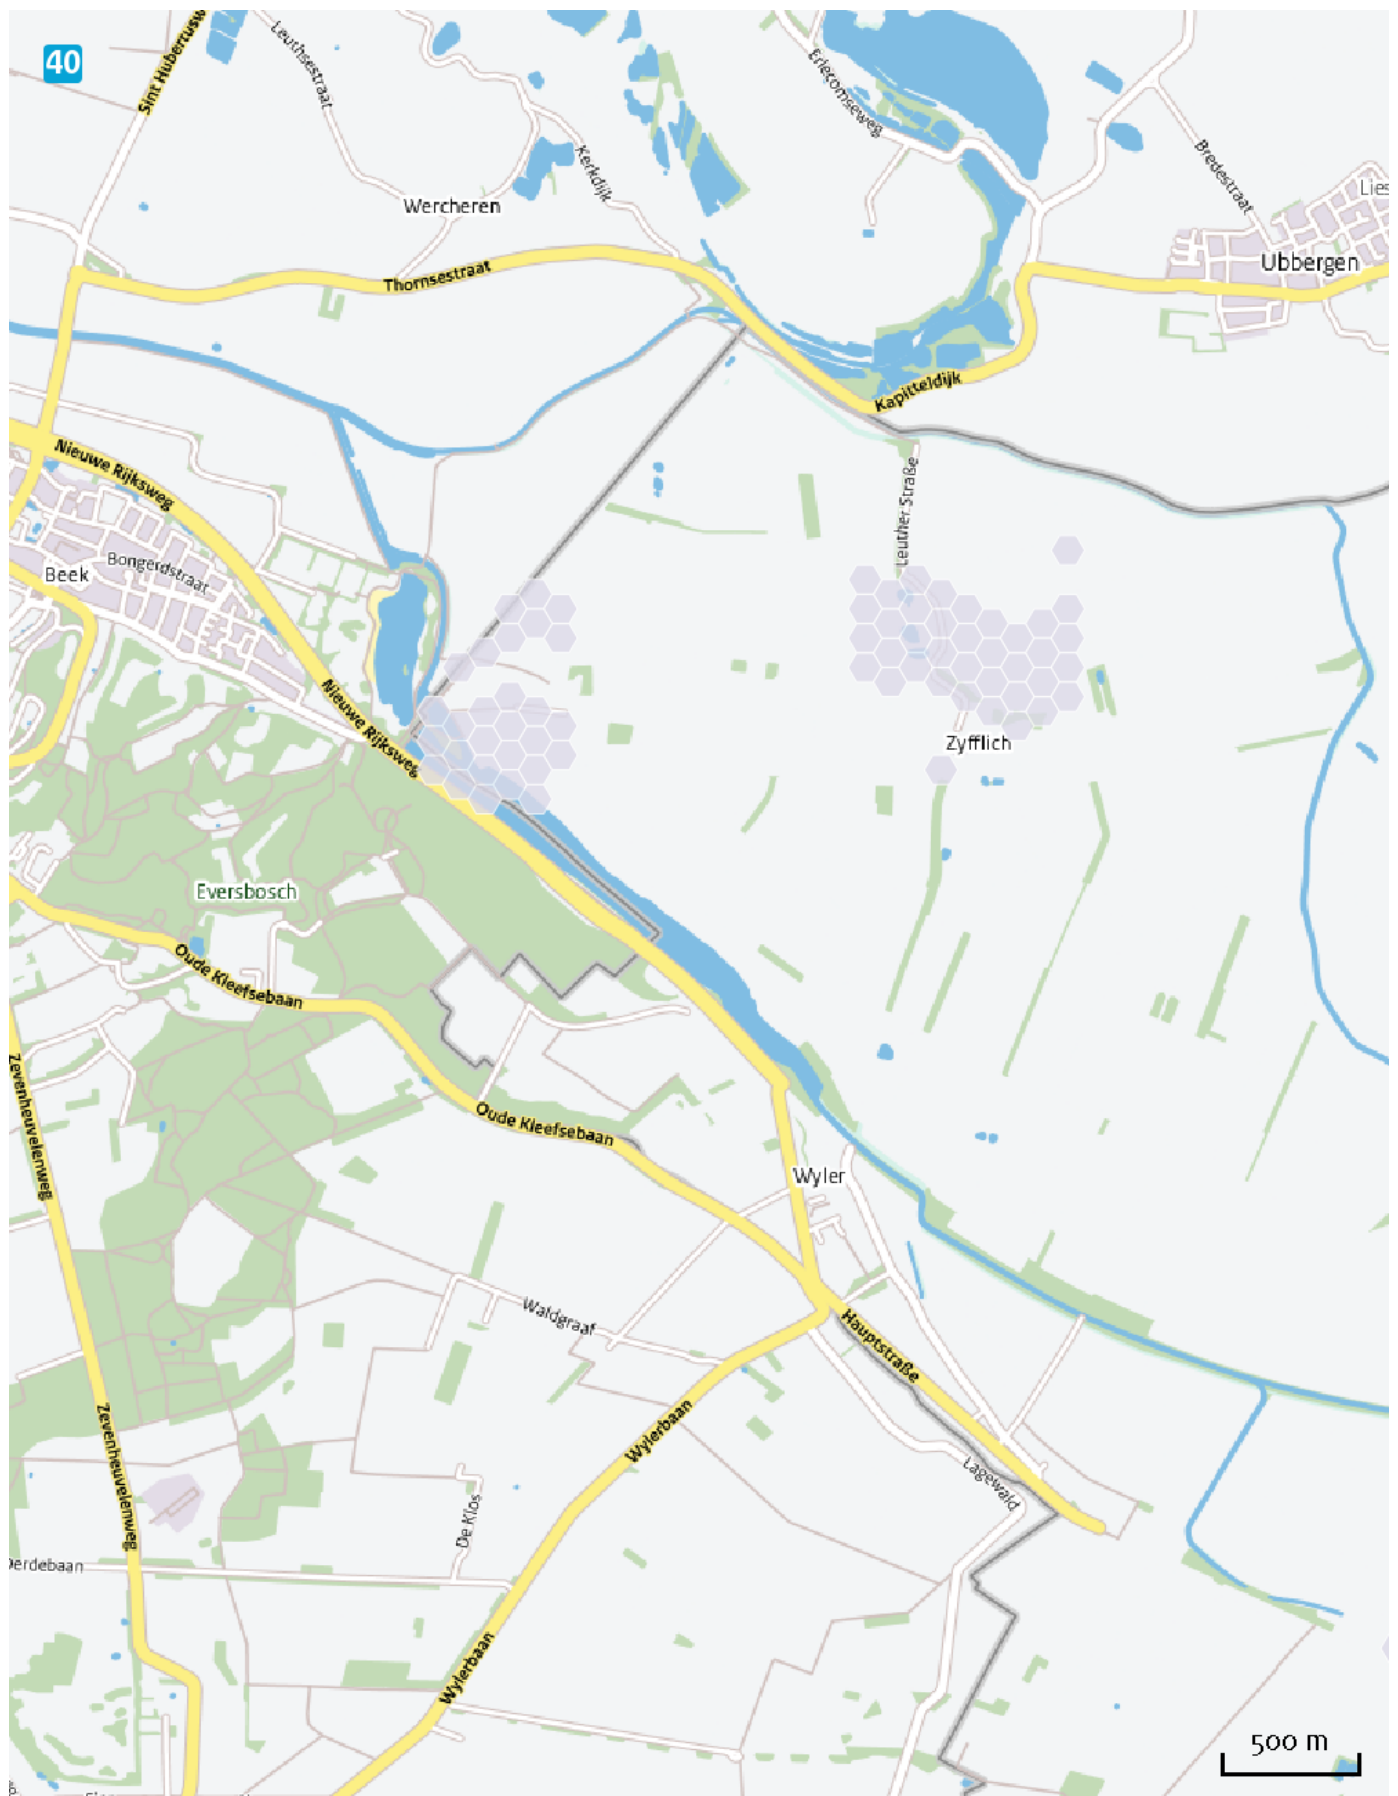 40
Sint Hubertusw
Leuthsestraat
Erlecomseweg
Kerkdijk
Bredestraat
Wercheren
Lies
Ubbergen
Thornsestraat
Kapitteldijk
Nieuwe Rijksweg
Leuther Straße
Beek
Bongerdstraat
Nieuwe Rijksweg
Zyfflich
Eversbosch
Oude Kleefsebaan
Zevenheuvelenweg
Oude Kleefsebaan
Wyler
Waldgraaf
Hauptstraße
Zevenheuvelenweg
Wylerbaan
Lagewald
De Klos
Derdebaan
Wylerbaan
500 m